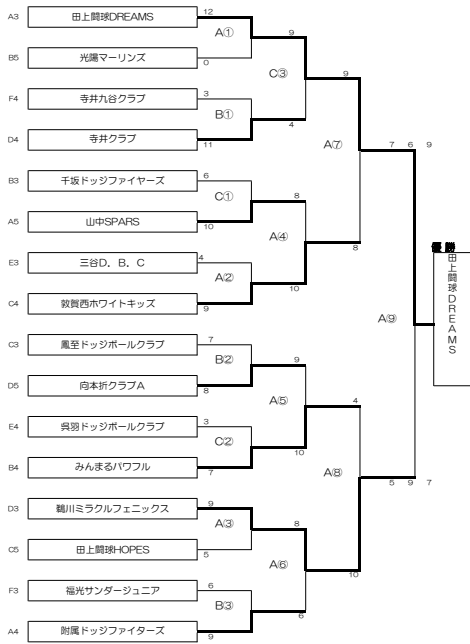 A3 田上闘球DREAMS 12
A①
B5 光陽マーリンズ 0
9
C③
F4 寺井九谷クラブ 3
B①
D4 寺井クラブ 11
4
9
A⑦
B3 千坂ドッジファイヤーズ 6
C①
A5 山中SPARS 10
8
A④
E3 三谷D．B．C 4
A②
C4 敦賀西ホワイトキッズ 9
10
8
7 6 9
A⑨
優勝
田上闘球DREAMS
C3 鳳至ドッジボールクラブ 7
B②
D5 向本折クラブA 8
9
A⑤
E4 呉羽ドッジボールクラブ 3
C②
B4 みんまるパワフル 7
10
4
A⑧
D3 鵜川ミラクルフェニックス 9
A③
C5 田上闘球HOPES 5
8
A⑥
F3 福光サンダージュニア 6
B③
A4 附属ドッジファイターズ 9
6
10
5 9 7